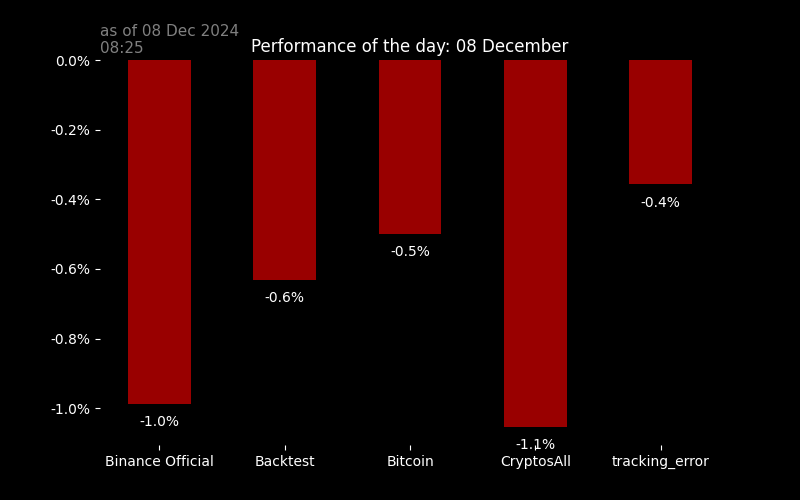 as of 08 Dec 2024
08:25
Performance of the day: 08 December
0.0%
-0.2%
-0.4%
-0.6%
-0.8%
-1.0%
-1.0%
-0.6%
-0.5%
-1.1%
-0.4%
Binance Official
Backtest
Bitcoin
CryptosAll
tracking_error